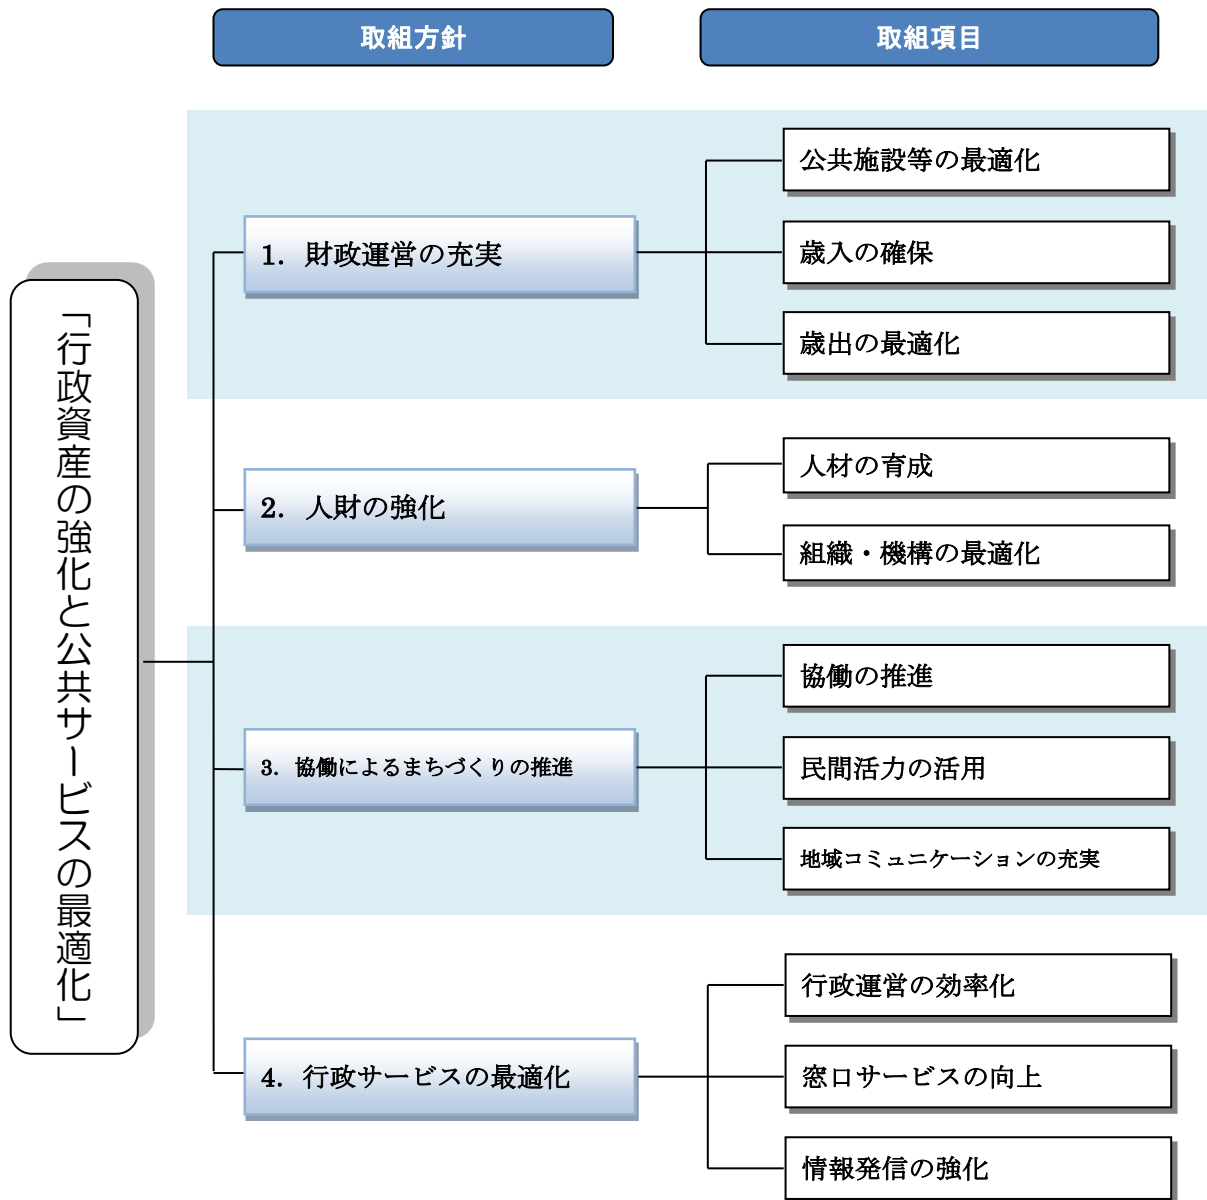 取組方針
取組項目
「行政資産の強化と公共サービスの最適化」
1. 財政運営の充実
公共施設等の最適化
歳入の確保
歳出の最適化
2. 人財の強化
人材の育成
組織・機構の最適化
3. 協働によるまちづくりの推進
協働の推進
民間活力の活用
地域コミュニケーションの充実
4. 行政サービスの最適化
行政運営の効率化
窓口サービスの向上
情報発信の強化